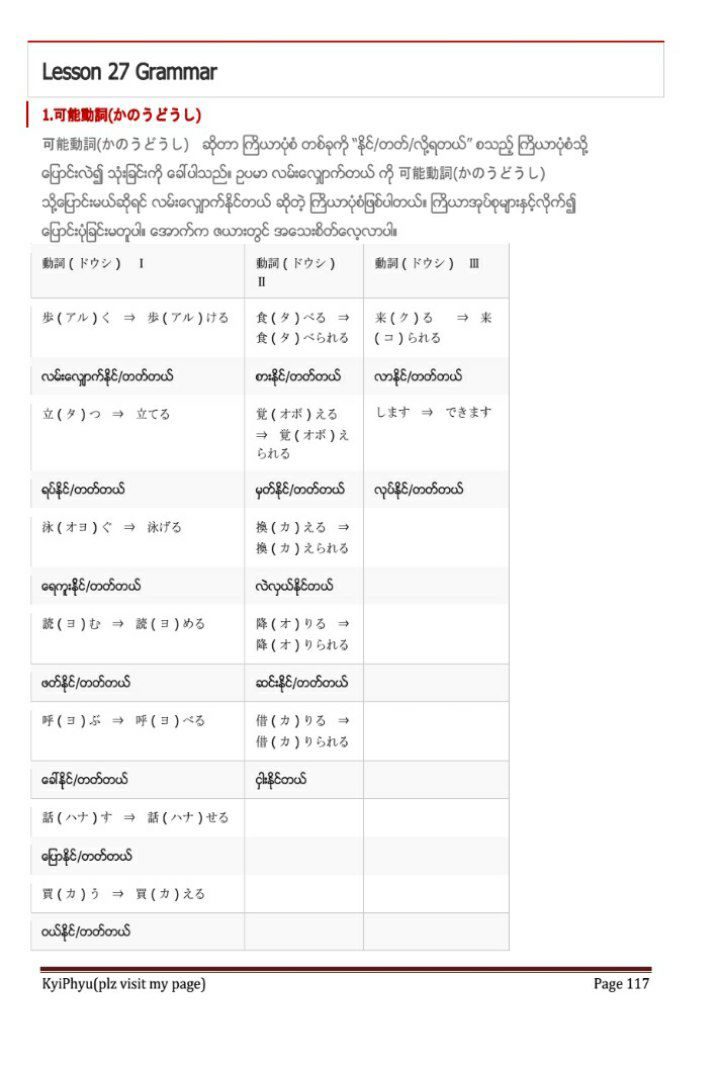 Lesson 27 Grammar
1.可能動詞(かのうどうし)
可能動詞(かのうどうし) ဆိုတာ ကြိယာပုံစံ တစ်ခုကို “နိုင်/တတ်/လို့ရတယ်” စသည့် ကြိယာပုံစံသို့
ပြောင်းလဲ၍ သုံးခြင်းကို ခေါ်ပါသည်။ ဥပမာ လမ်းလျှောက်တယ် ကို 可能動詞(かのうどうし)
သို့ပြောင်းမယ်ဆိုရင် လမ်းလျှောက်နိုင်တယ် ဆိုတဲ့ ကြိယာပုံစံဖြစ်ပါတယ်။ ကြိယာအုပ်စုများနှင့်လိုက်၍
ပြောင်းပုံခြင်းမတူပါ။ အောက်က ဇယားတွင် အသေးစိတ်လေ့လာပါ။
動詞(ドウシ) Ⅰ 動詞(ドウシ) 動詞(ドウシ) Ⅲ
Ⅱ
歩(アル)く ⇒ 歩(アル)ける 食(タ)べる ⇒ 来(ク)る ⇒ 来
食(タ)べられる (コ)られる
လမ်းလျှောက်နိုင်/တတ်တယ် စားနိုင်/တတ်တယ် လာနိုင်/တတ်တယ်
立(タ)つ ⇒ 立てる 覚(オボ)える します ⇒ できます
⇒ 覚(オボ)え
られる
ရပ်နိုင်/တတ်တယ် မှတ်နိုင်/တတ်တယ် လုပ်နိုင်/တတ်တယ်
泳(オヨ)ぐ ⇒ 泳げる 換(カ)える ⇒
換(カ)えられる
ရေကူးနိုင်/တတ်တယ် လဲလှယ်နိုင်တယ်
読(ヨ)む ⇒ 読(ヨ)める 降(オ)りる ⇒
降(オ)りられる
ဖတ်နိုင်/တတ်တယ် ဆင်းနိုင်/တတ်တယ်
呼(ヨ)ぶ ⇒ 呼(ヨ)べる 借(カ)りる ⇒
借(カ)りられる
ခေါ်နိုင်/တတ်တယ် ငှါးနိုင်တယ်
話(ハナ)す ⇒ 話(ハナ)せる
ပြောနိုင်/တတ်တယ်
買(カ)う ⇒ 買(カ)える
ဝယ်နိုင်/တတ်တယ်
KyiPhyu(plz visit my page) Page 117